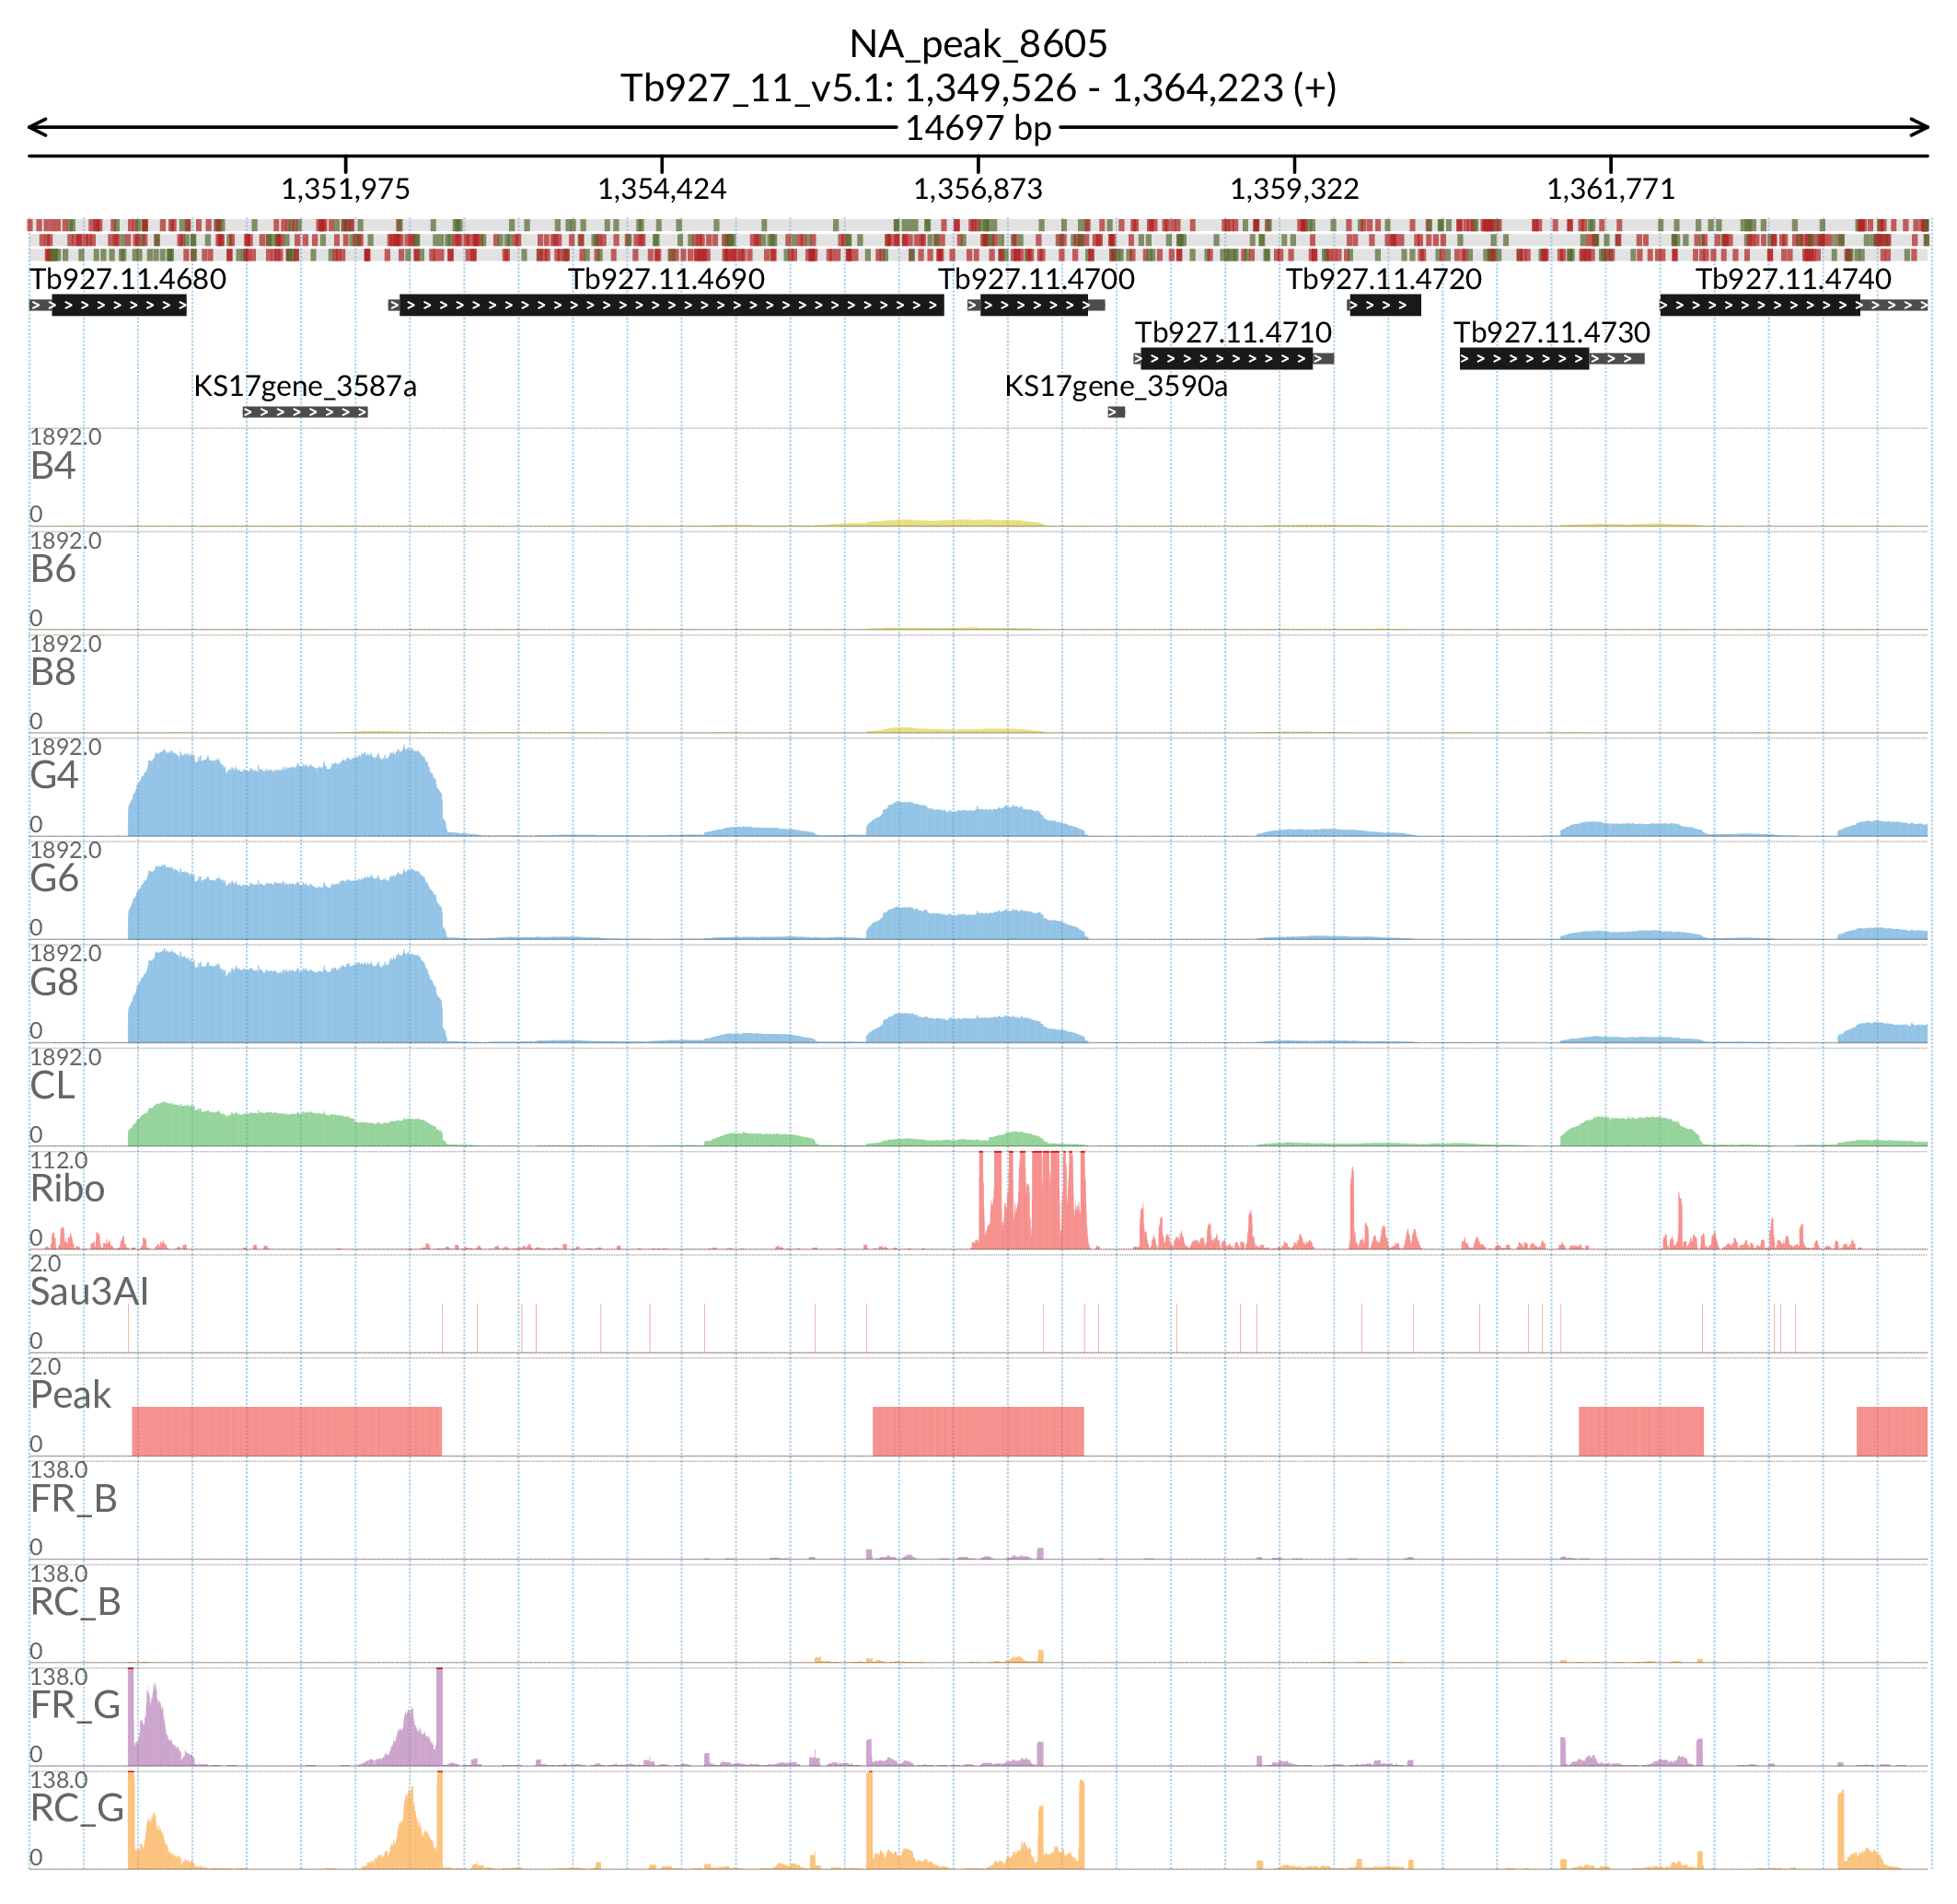 NA_peak_8605
Tb927_11_v5.1: 1,349,526 - 1,364,223 (+)
14697 bp
1,351,975 1,354,424 1,356,873 1,359,322 1,361,771
Tb927.11.4680 Tb927.11.4690 Tb927.11.4700 Tb927.11.4720 Tb927.11.4740
Tb927.11.4710 Tb927.11.4730
KS17gene_3587a KS17gene_3590a
1892.0
B4
0
1892.0
B6
0
1892.0
B8
0
1892.0
G4
0
1892.0
G6
0
1892.0
G8
0
1892.0
CL
0
112.0
Ribo
0
2.0
Sau3AI
0
2.0
Peak
0
138.0
FR_B
0
138.0
RC_B
0
138.0
FR_G
0
138.0
RC_G
0